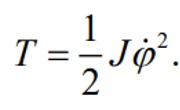 T = \frac{1}{2} J\dot{\varphi}^2.